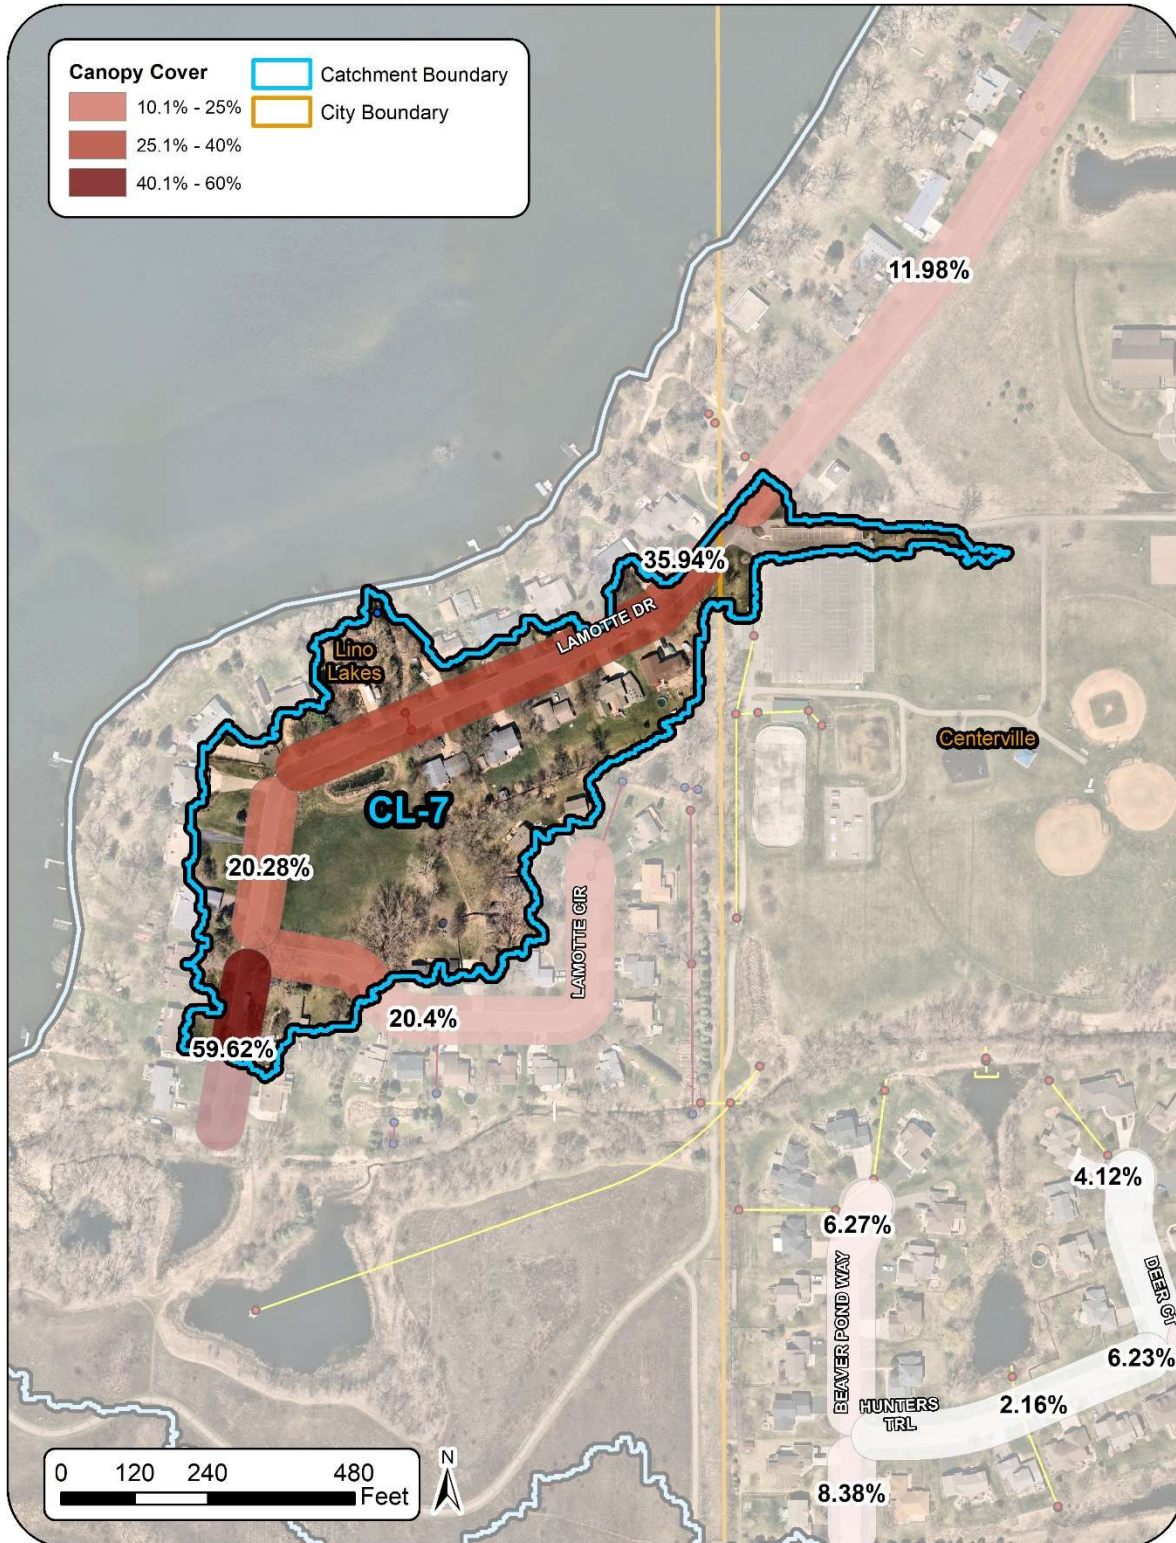 Canopy Cover
10.1% - 25%
25.1% - 40%
40.1% - 60%
Catchment Boundary
City Boundary
11.98%
35.94%
LAMOTTE DR
Lino
Lakes
Centerville
CL-7
20.28%
LAMOTTE CIR
20.4%
59.62%
4.12%
6.27%
DEER CT
BEAVER POND WAY
6.23%
HUNTERS
TRL
2.16%
8.38%
0 120 240 480
Feet
N